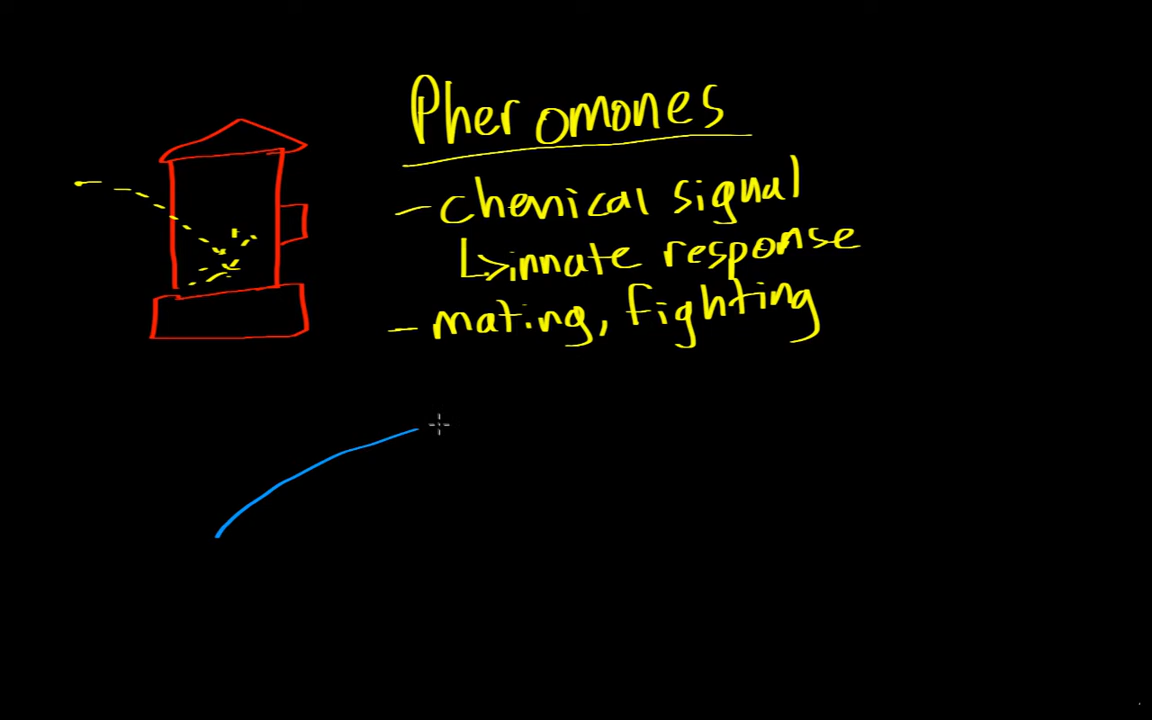 Pheromones
- chemical signal
↳ innate response
- mating, fighting